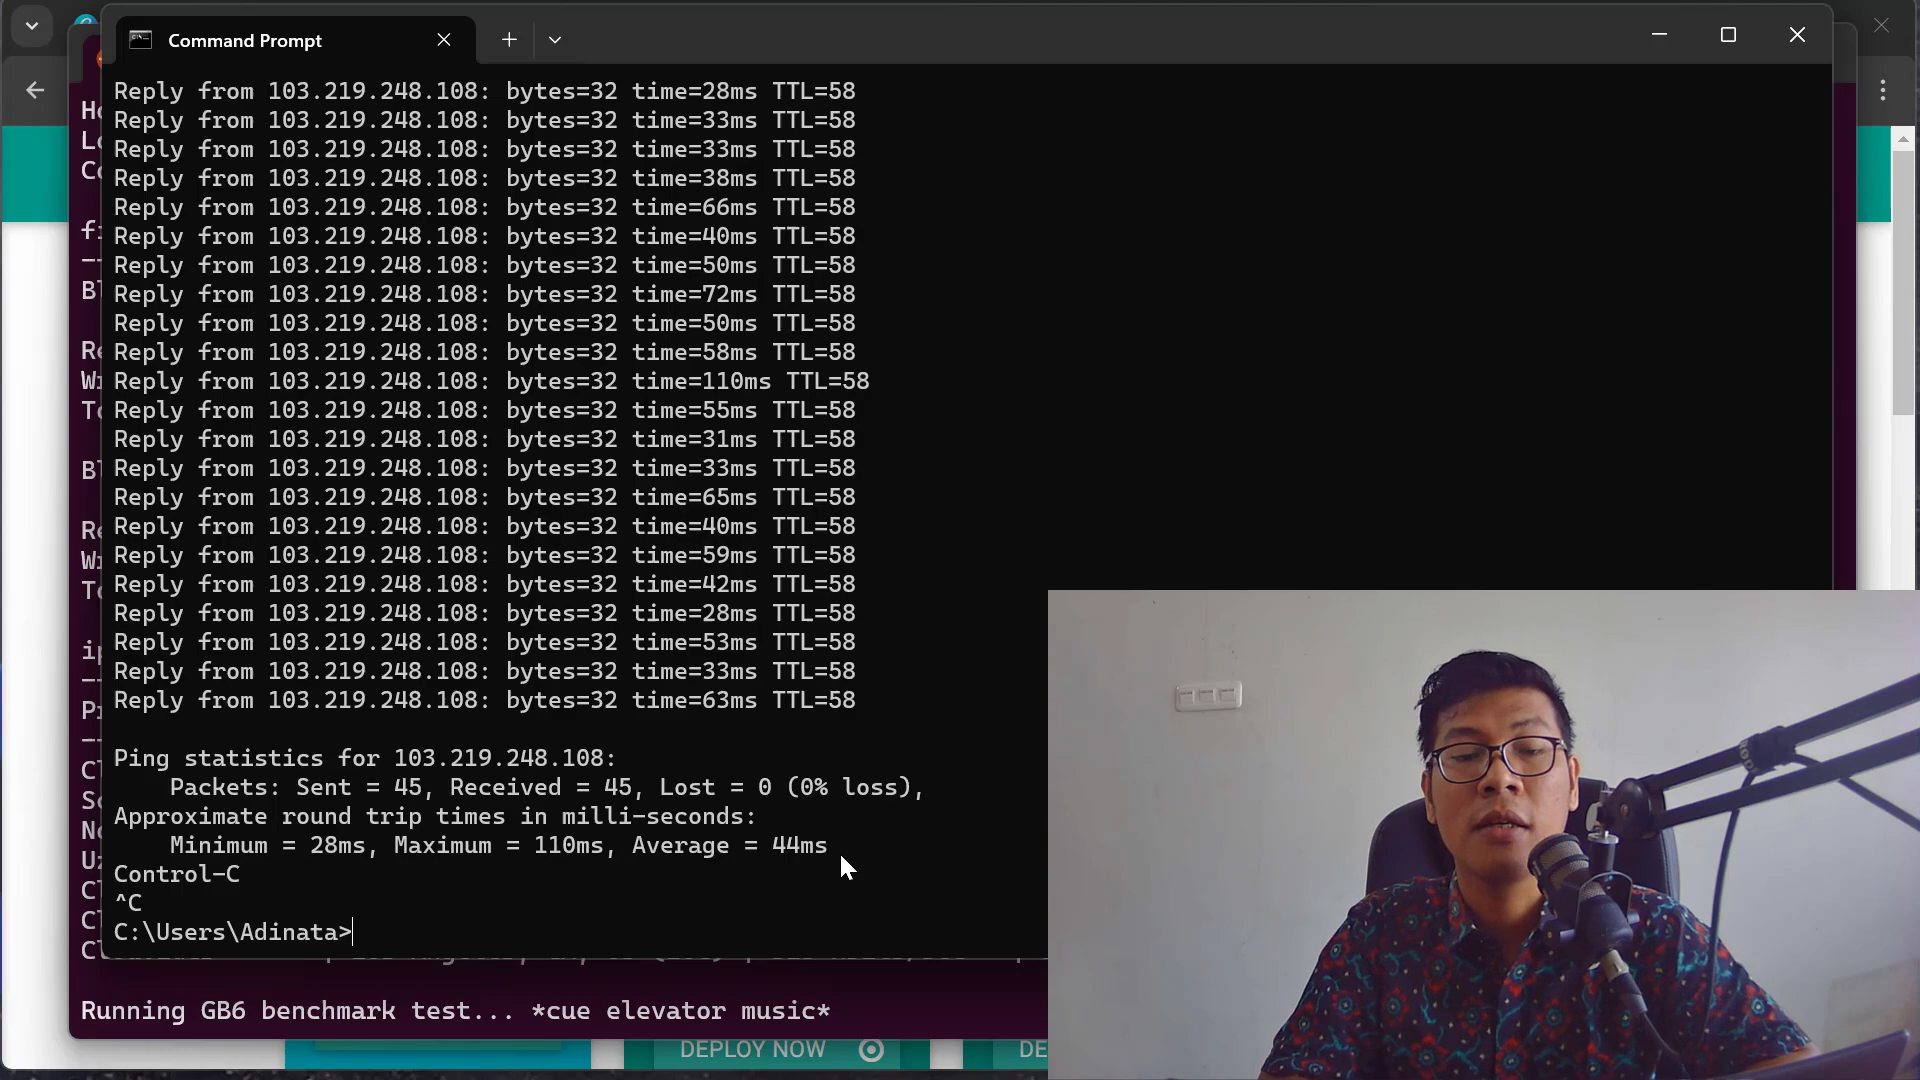 Command Prompt
Reply from 103.219.248.108: bytes=32 time=28ms TTL=58
Reply from 103.219.248.108: bytes=32 time=33ms TTL=58
Reply from 103.219.248.108: bytes=32 time=33ms TTL=58
Reply from 103.219.248.108: bytes=32 time=38ms TTL=58
Reply from 103.219.248.108: bytes=32 time=66ms TTL=58
Reply from 103.219.248.108: bytes=32 time=40ms TTL=58
Reply from 103.219.248.108: bytes=32 time=50ms TTL=58
Reply from 103.219.248.108: bytes=32 time=72ms TTL=58
Reply from 103.219.248.108: bytes=32 time=50ms TTL=58
Reply from 103.219.248.108: bytes=32 time=58ms TTL=58
Reply from 103.219.248.108: bytes=32 time=110ms TTL=58
Reply from 103.219.248.108: bytes=32 time=55ms TTL=58
Reply from 103.219.248.108: bytes=32 time=31ms TTL=58
Reply from 103.219.248.108: bytes=32 time=33ms TTL=58
Reply from 103.219.248.108: bytes=32 time=65ms TTL=58
Reply from 103.219.248.108: bytes=32 time=40ms TTL=58
Reply from 103.219.248.108: bytes=32 time=59ms TTL=58
Reply from 103.219.248.108: bytes=32 time=42ms TTL=58
Reply from 103.219.248.108: bytes=32 time=28ms TTL=58
Reply from 103.219.248.108: bytes=32 time=53ms TTL=58
Reply from 103.219.248.108: bytes=32 time=33ms TTL=58
Reply from 103.219.248.108: bytes=32 time=63ms TTL=58
Ping statistics for 103.219.248.108:
Packets: Sent = 45, Received = 45, Lost = 0 (0% loss),
Approximate round trip times in milli-seconds:
Minimum = 28ms, Maximum = 110ms, Average = 44ms
Control-C
^C
C:\Users\Adinata>
Running GB6 benchmark test... *cue elevator music*
DEPLOY NOW
DE